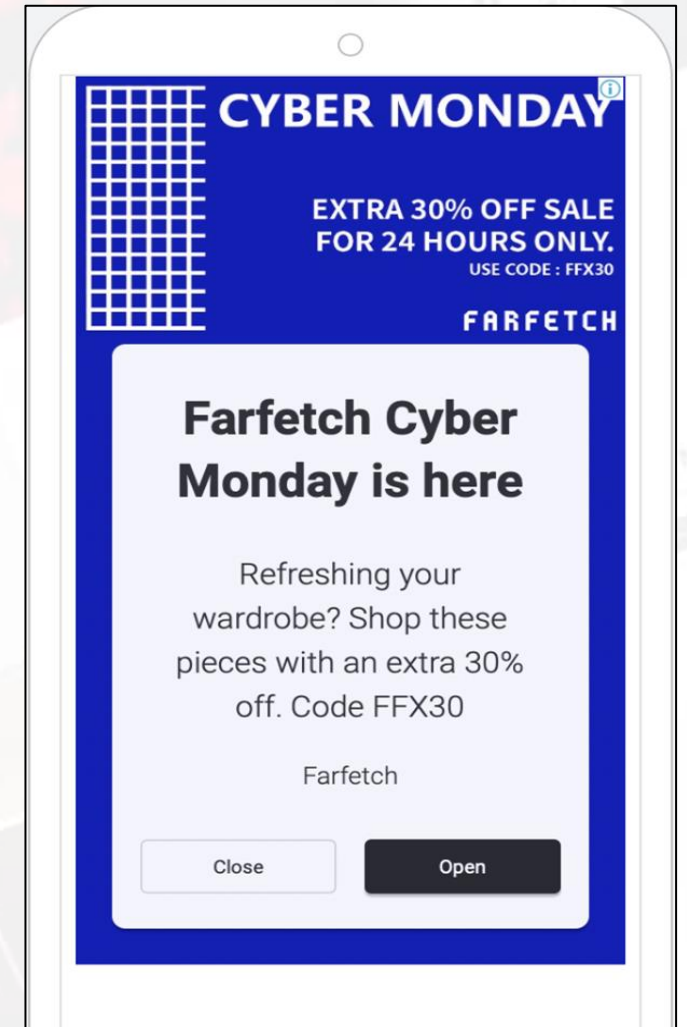 CYBER MONDAY
EXTRA 30% OFF SALE
FOR 24 HOURS ONLY.
USE CODE : FFX30
FARFETCH
Farfetch Cyber
Monday is here
Refreshing your
wardrobe? Shop these
pieces with an extra 30%
off. Code FFX30
Farfetch
Close
Open